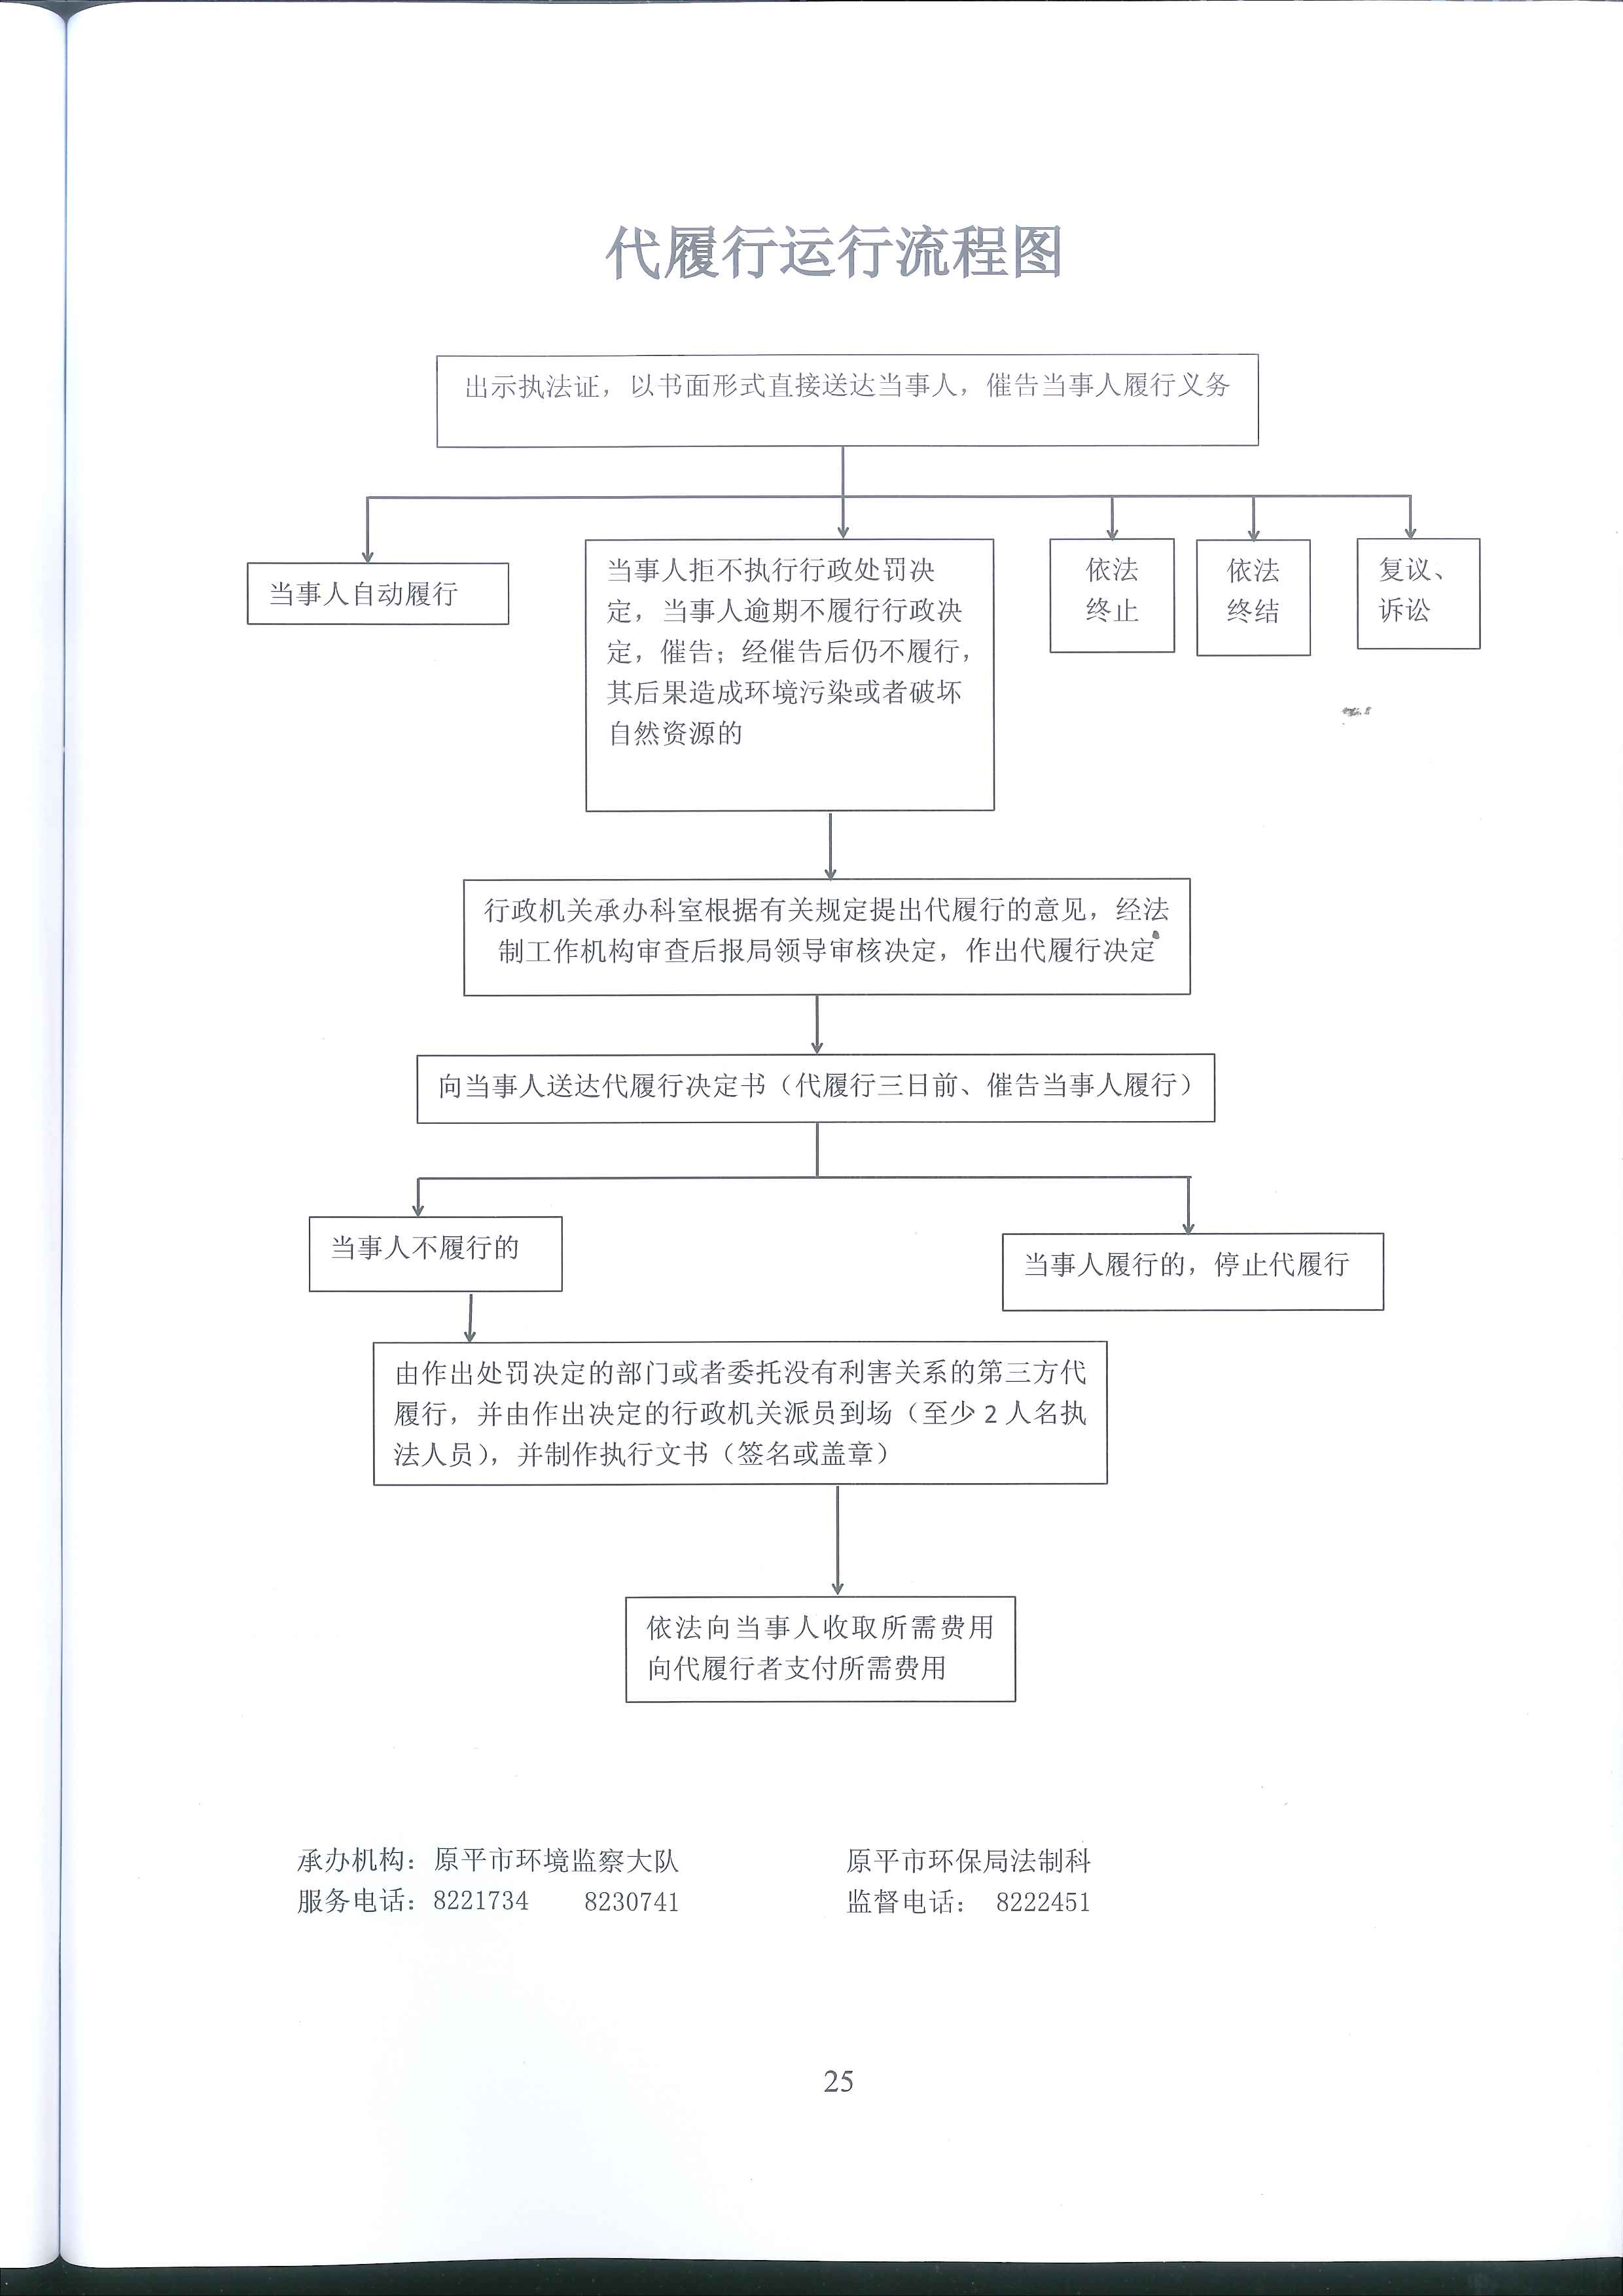 代履行运行流程图
出示执法证，以书面形式直接送达当事人，催告当事人履行义务
当事人自动履行
当事人拒不执行行政处罚决
定，当事人逾期不履行行政决
定，催告；经催告后仍不履行，
其后果造成环境污染或者破坏
自然资源的
依法
终止
依法
终结
复议、
诉讼
行政机关承办科室根据有关规定提出代履行的意见，经法
制工作机构审查后报局领导审核决定，作出代履行决定
向当事人送达代履行决定书（代履行三日前、催告当事人履行）
当事人不履行的
当事人履行的，停止代履行
由作出处罚决定的部门或者委托没有利害关系的第三方代
履行，并由作出决定的行政机关派员到场（至少 2 人名执
法人员），并制作执行文书（签名或盖章）
依法向当事人收取所需费用
向代履行者支付所需费用
承办机构：原平市环境监察大队 原平市环保局法制科
服务电话：8221734 8230741 监督电话： 8222451
25